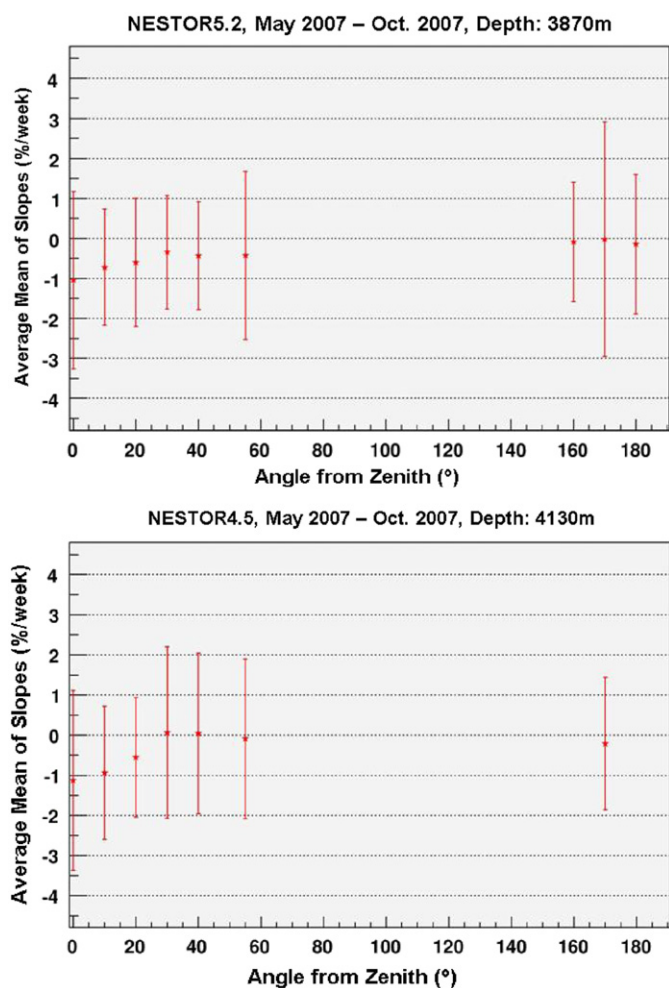 NESTOR5.2, May 2007 – Oct. 2007, Depth: 3870m
Average Mean of Slopes (%/week)
4
3
2
1
0
-1
-2
-3
-4
0 20 40 60 80 100 120 140 160 180
Angle from Zenith (°)
NESTOR4.5, May 2007 – Oct. 2007, Depth: 4130m
Average Mean of Slopes (%/week)
4
3
2
1
0
-1
-2
-3
-4
0 20 40 60 80 100 120 140 160 180
Angle from Zenith (°)